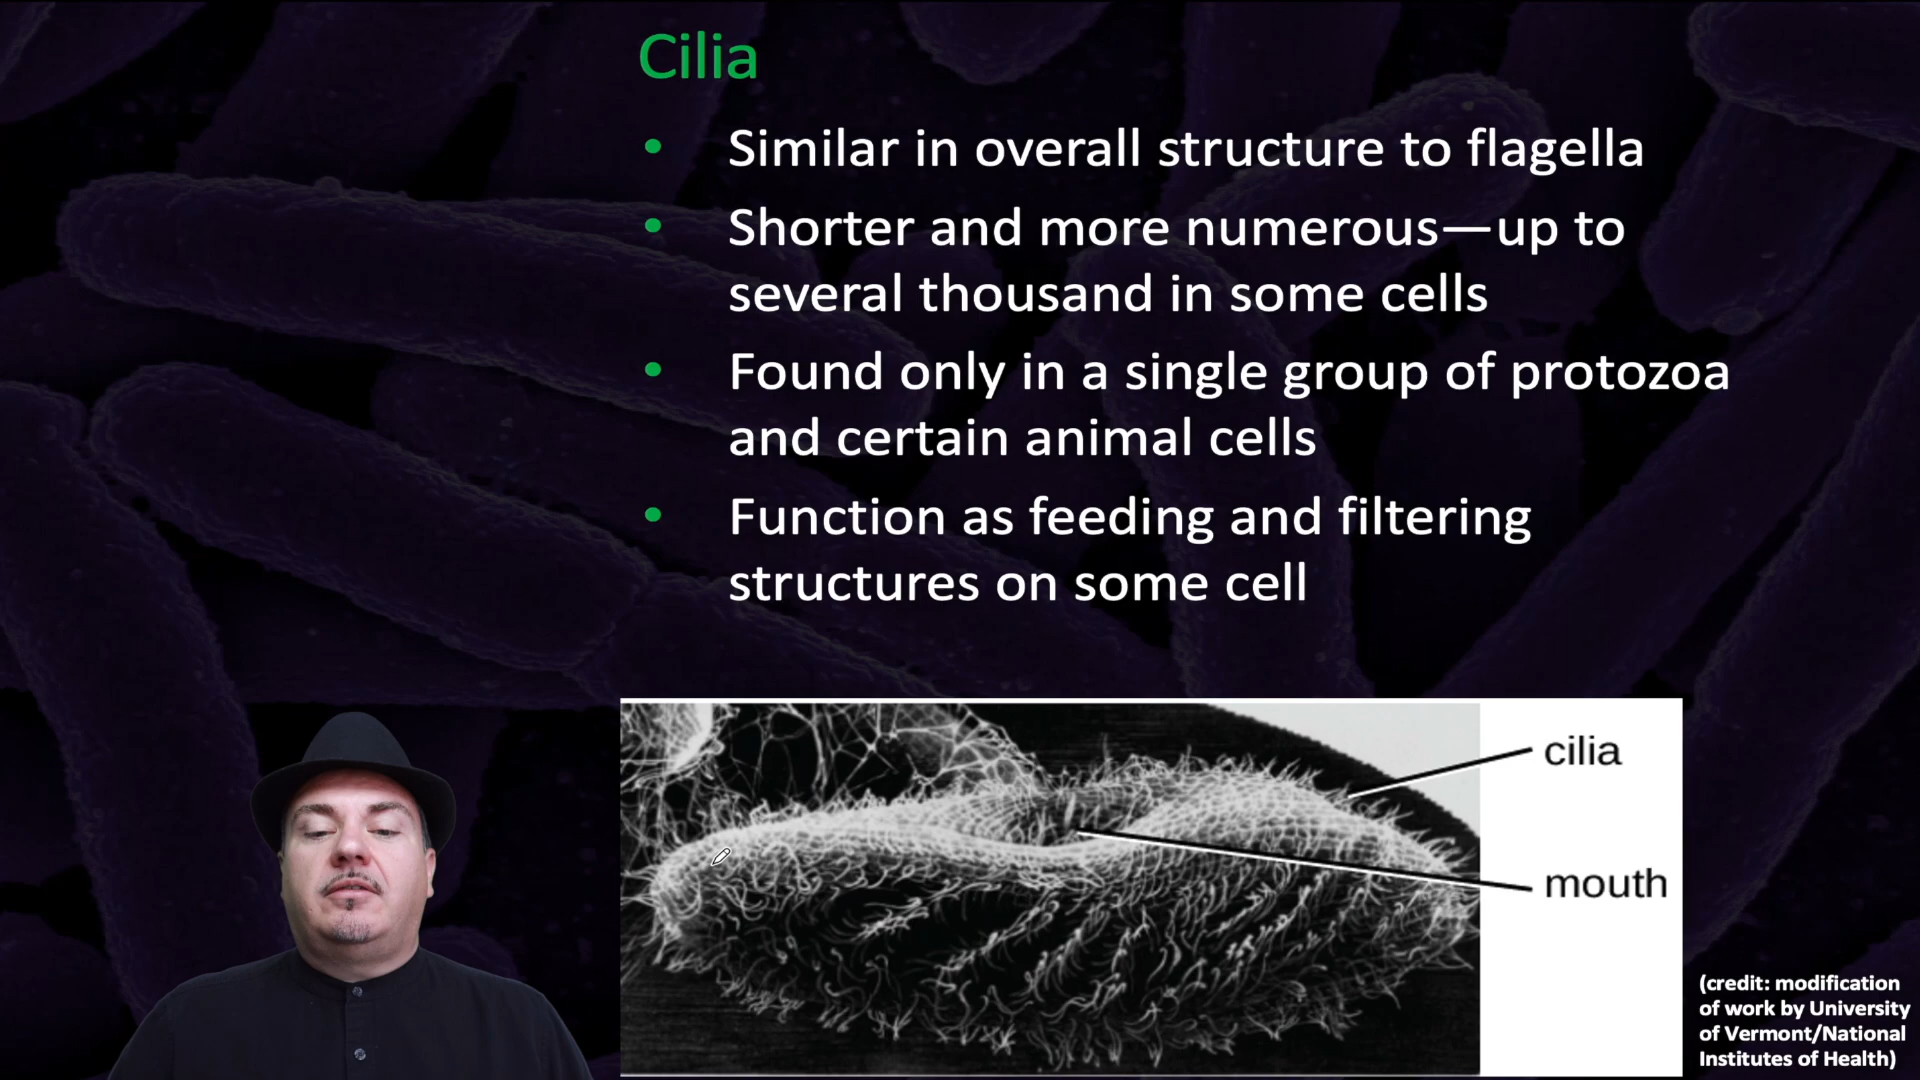 Cilia
• Similar in overall structure to flagella
• Shorter and more numerous—up to
several thousand in some cells
• Found only in a single group of protozoa
and certain animal cells
• Function as feeding and filtering
structures on some cell
cilia
mouth
(credit: modification
of work by University
of Vermont/National
Institutes of Health)